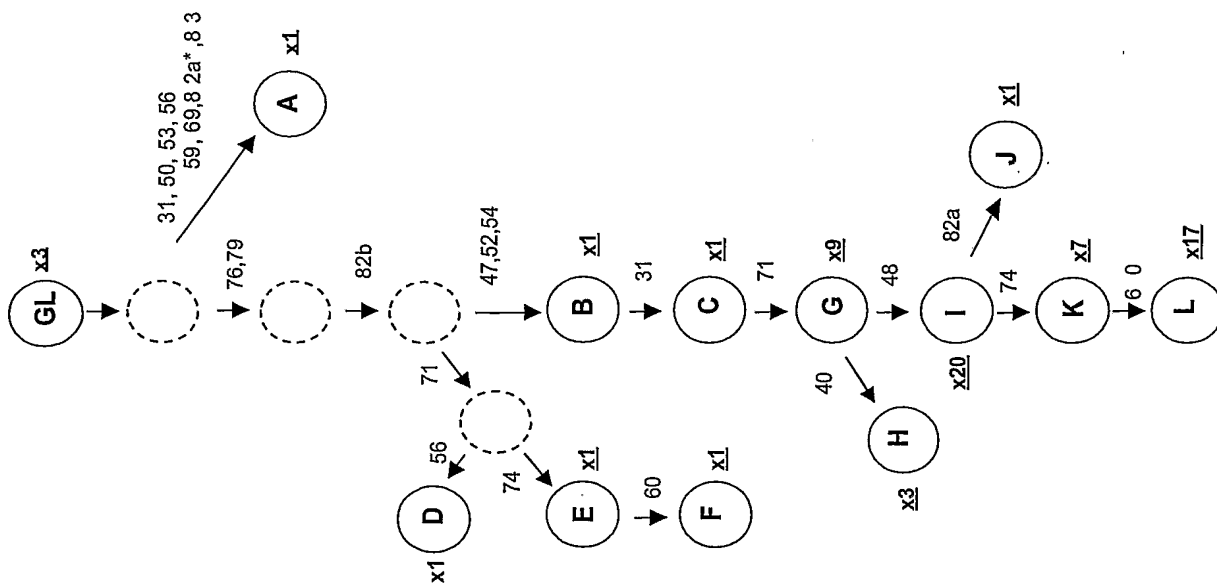 GL
x3
31, 50, 53, 56
59, 69,8 2a* ,8 3
A
x1
76,79
82b
47,52,54
71
56
D
x1
74
E
x1
60
F
x1
B
x1
31
C
x1
71
G
x9
40
H
x3
48
I
x20
82a
J
x1
74
K
x7
6 0
L
x17